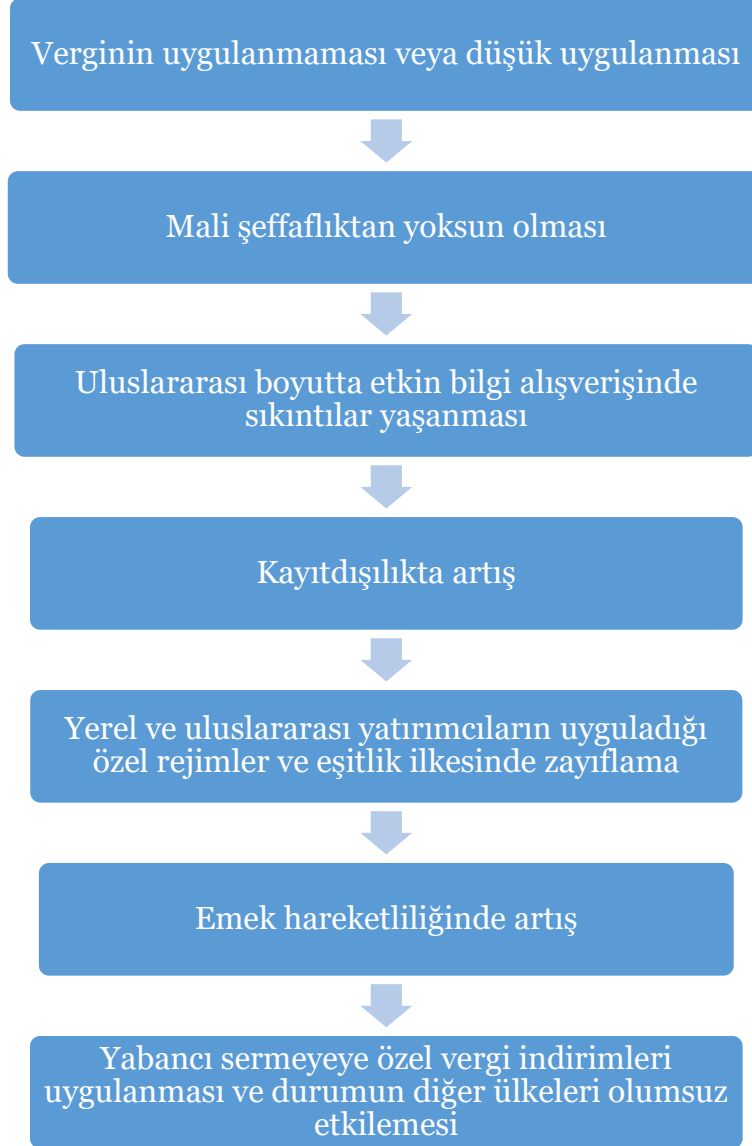 Verginin uygulanmaması veya düşük uygulanması
Mali şeffaflıktan yoksun olması
Uluslararası boyutta etkin bilgi alışverişinde
sıkıntılar yaşanması
Kayıtdışılıkta artış
Yerel ve uluslararası yatırımcıların uyguladığı
özel rejimler ve eşitlik ilkesinde zayıflama
Emek hareketliliğinde artış
Yabancı sermeyeye özel vergi indirimleri
uygulanması ve durumun diğer ülkeleri olumsuz
etkilemesi